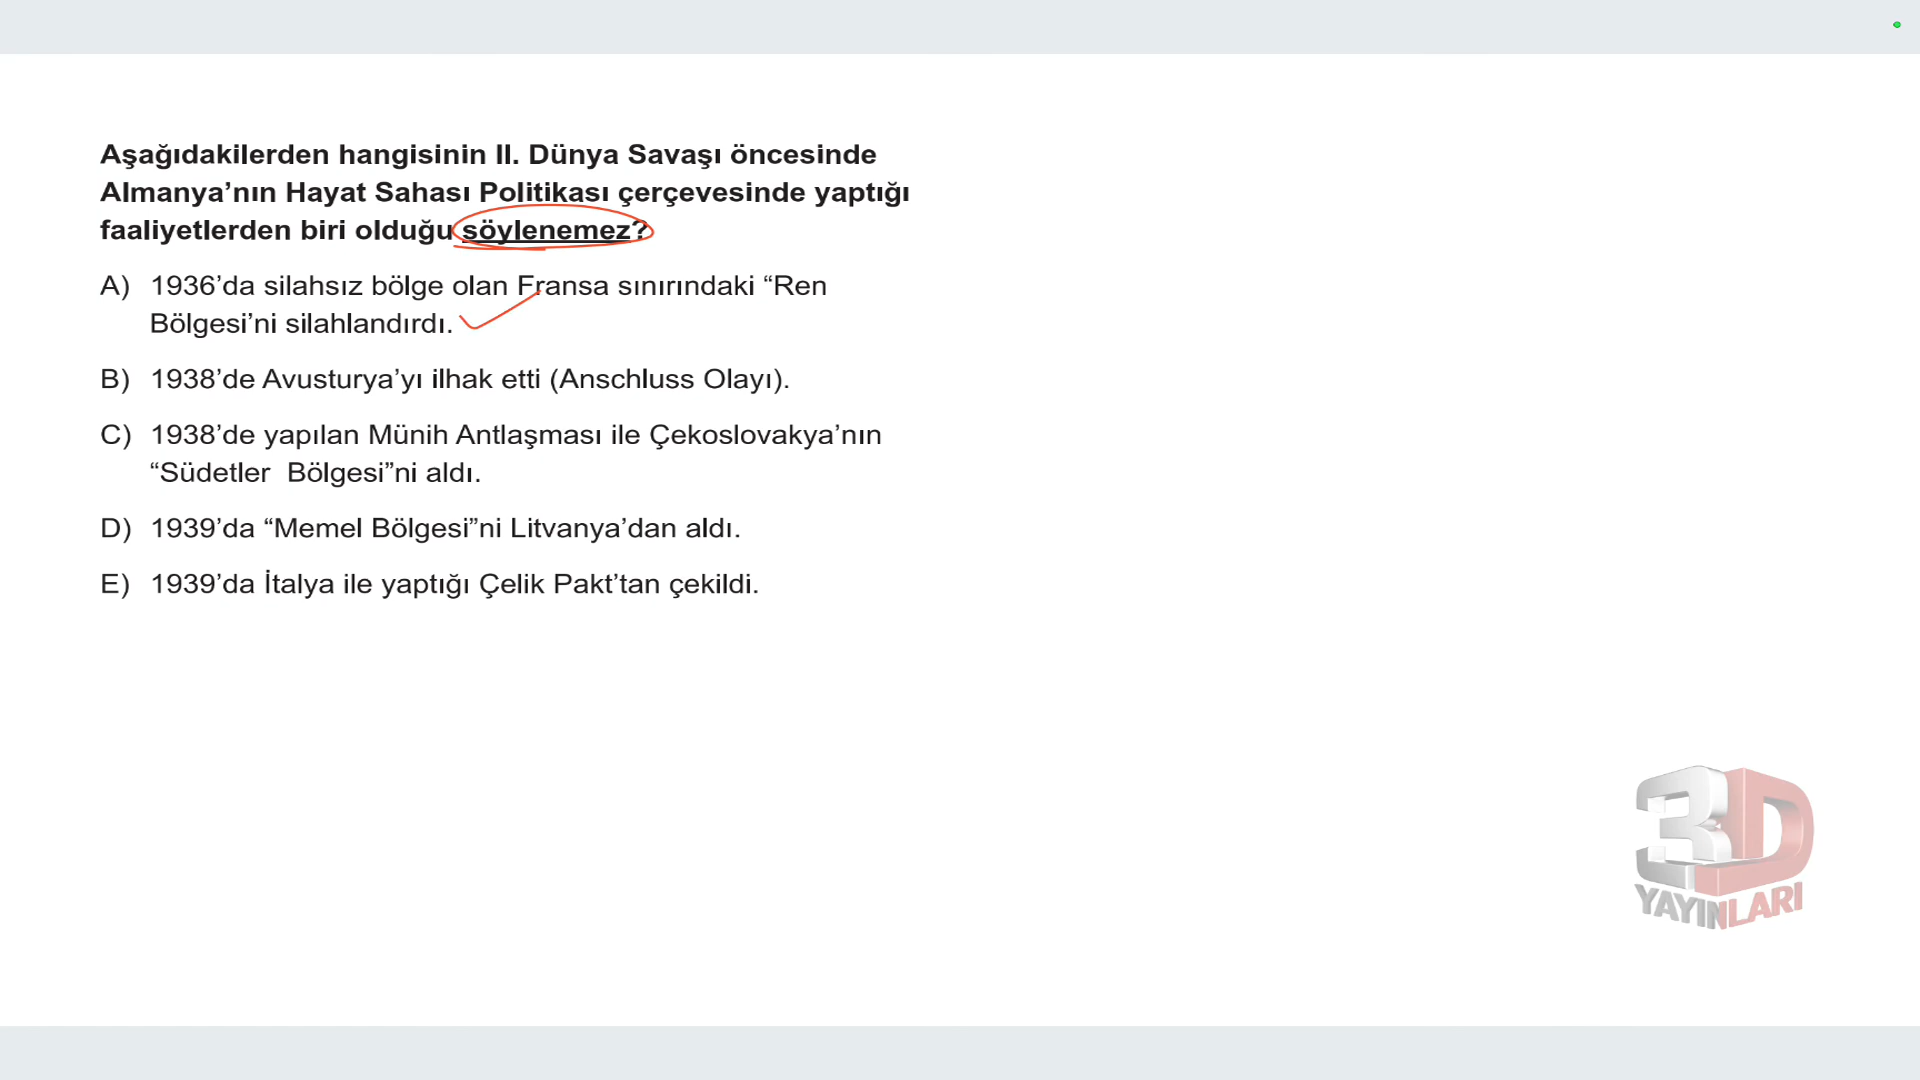 Aşağıdakilerden hangisinin II. Dünya Savaşı öncesinde
Almanya’nın Hayat Sahası Politikası çerçevesinde yaptığı
faaliyetlerden biri olduğu söylenemez?
A) 1936’da silahsız bölge olan Fransa sınırındaki “Ren
Bölgesi’ni silahlandırdı.
B) 1938’de Avusturya’yı ilhak etti (Anschluss Olayı).
C) 1938’de yapılan Münih Antlaşması ile Çekoslovakya’nın
“Südetler Bölgesi”ni aldı.
D) 1939’da “Memel Bölgesi”ni Litvanya’dan aldı.
E) 1939’da İtalya ile yaptığı Çelik Pakt’tan çekildi.
3D
YAYINLARI